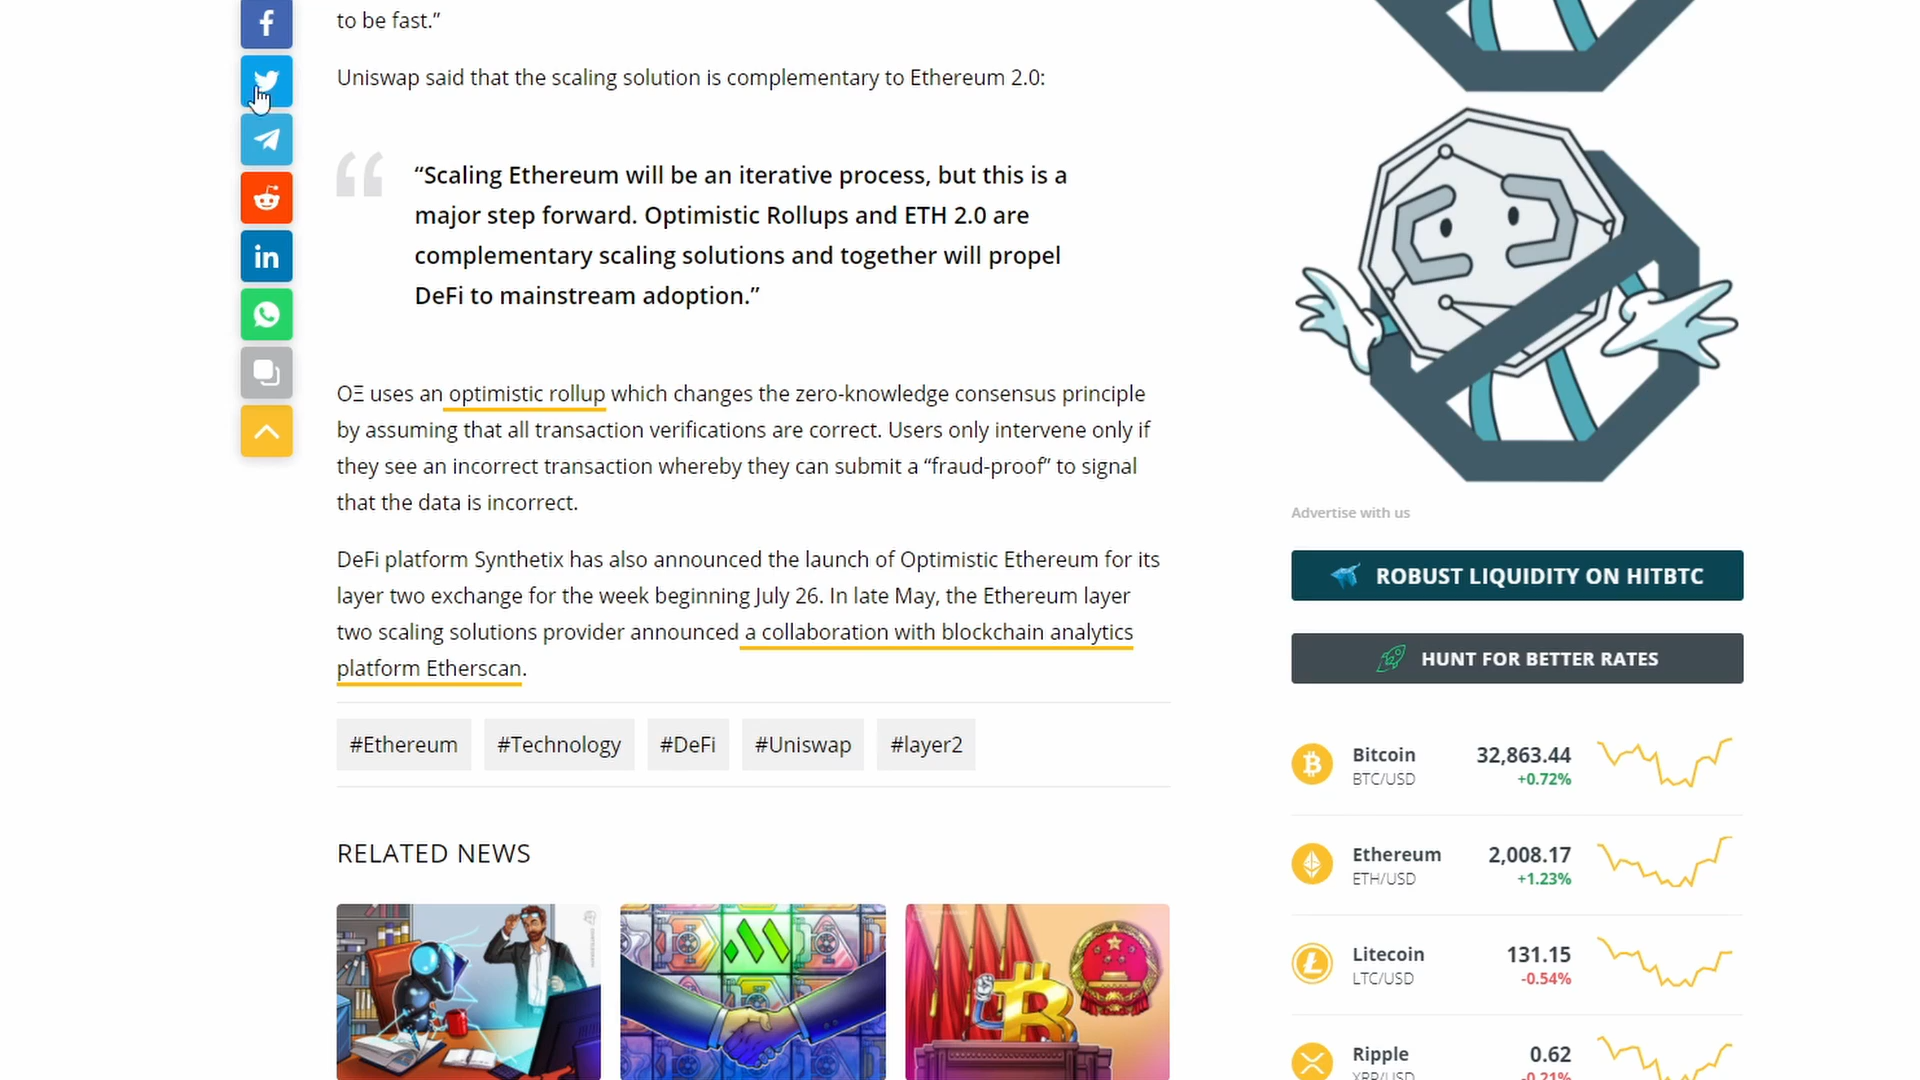 to be fast.”
Uniswap said that the scaling solution is complementary to Ethereum 2.0:
“Scaling Ethereum will be an iterative process, but this is a
major step forward. Optimistic Rollups and ETH 2.0 are
complementary scaling solutions and together will propel
DeFi to mainstream adoption.”
OΞ uses an optimistic rollup which changes the zero-knowledge consensus principle
by assuming that all transaction verifications are correct. Users only intervene only if
they see an incorrect transaction whereby they can submit a “fraud-proof” to signal
that the data is incorrect.
DeFi platform Synthetix has also announced the launch of Optimistic Ethereum for its
layer two exchange for the week beginning July 26. In late May, the Ethereum layer
two scaling solutions provider announced a collaboration with blockchain analytics
platform Etherscan.
#Ethereum #Technology #DeFi #Uniswap #layer2
RELATED NEWS
Advertise with us
ROBUST LIQUIDITY ON HITBTC
HUNT FOR BETTER RATES
Bitcoin 32,863.44
BTC/USD +0.72%
Ethereum 2,008.17
ETH/USD +1.23%
Litecoin 131.15
LTC/USD -0.54%
Ripple 0.62
XRP/USD -0.21%